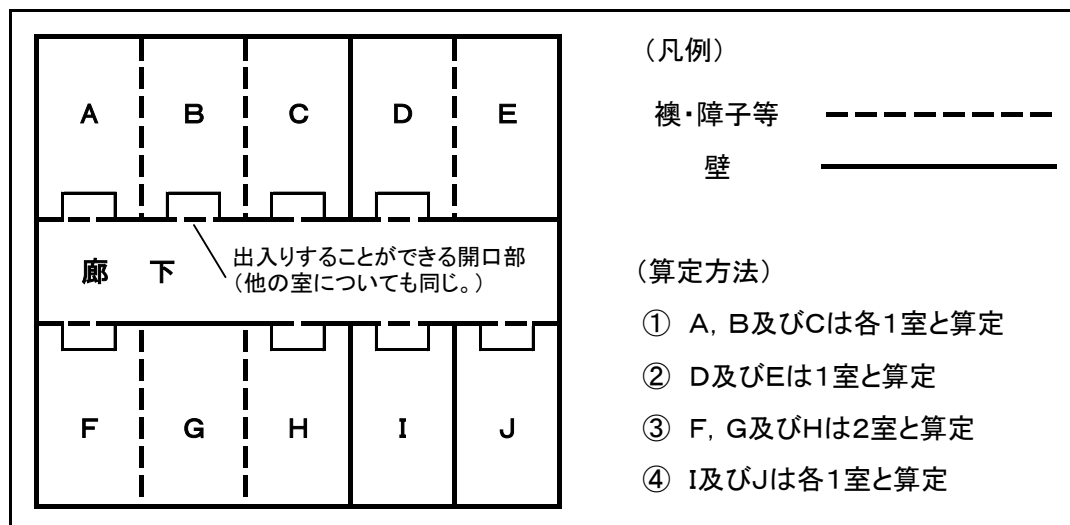 A B C D E
廊 下
出入りすることができる開口部
(他の室についても同じ。)
F G H I J
(凡例)
襖・障子等
壁
(算定方法)
① A, B及びCは各1室と算定
② D及びEは1室と算定
③ F, G及びHは2室と算定
④ I及びJは各1室と算定